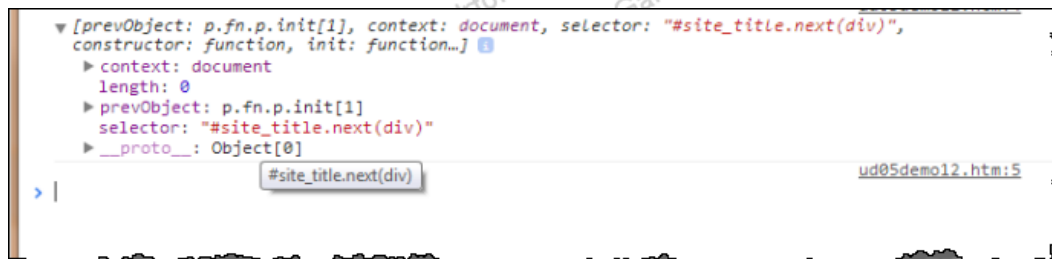 ▼ [prevObject: p.fn.p.init[1], context: document, selector: "#site_title.next(div)",
constructor: function, init: function…] i
▶ context: document
length: 0
▶ prevObject: p.fn.p.init[1]
selector: "#site_title.next(div)"
▶ __proto__: Object[0]
#site_title.next(div)
ud05demo12.htm:5
>